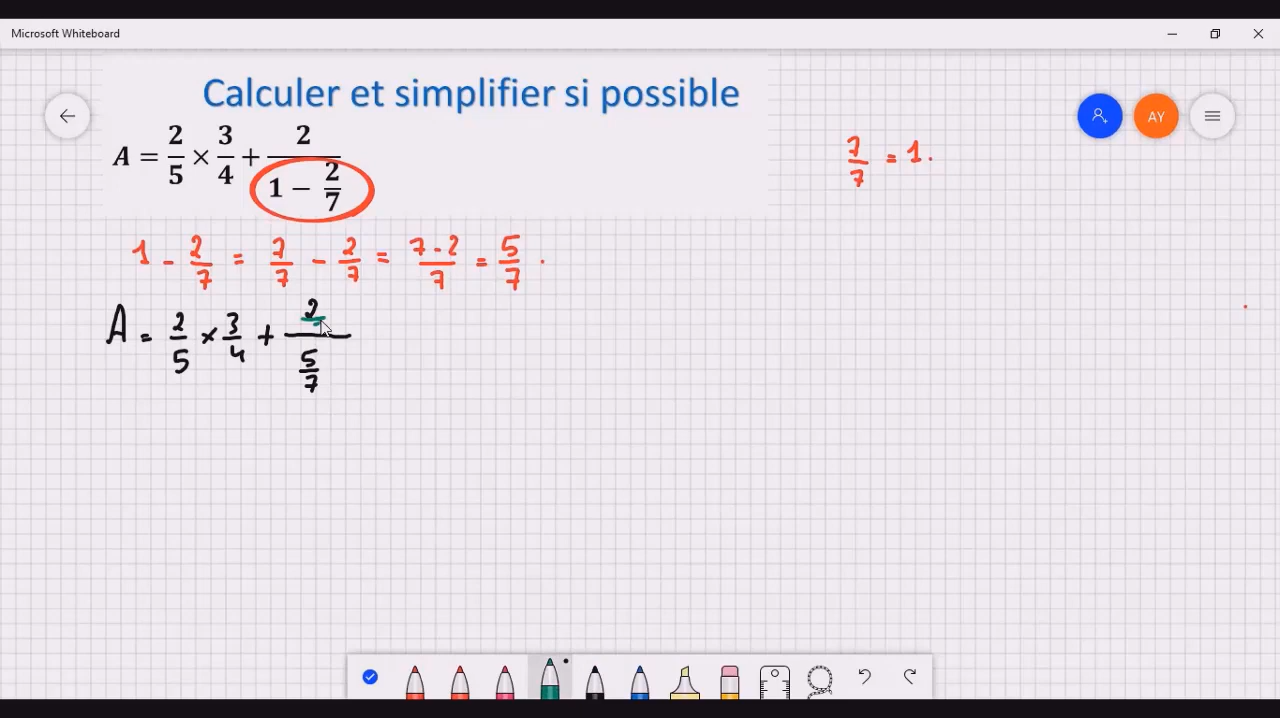 Microsoft Whiteboard
Calculer et simplifier si possible
A = 2/5 × 3/4 + 2/(1 − 2/7)
7/7 = 1.
1 - 2/7 = 7/7 - 2/7 = (7-2)/7 = 5/7 .
A = 2/5 × 3/4 + 2/(5/7)
AY